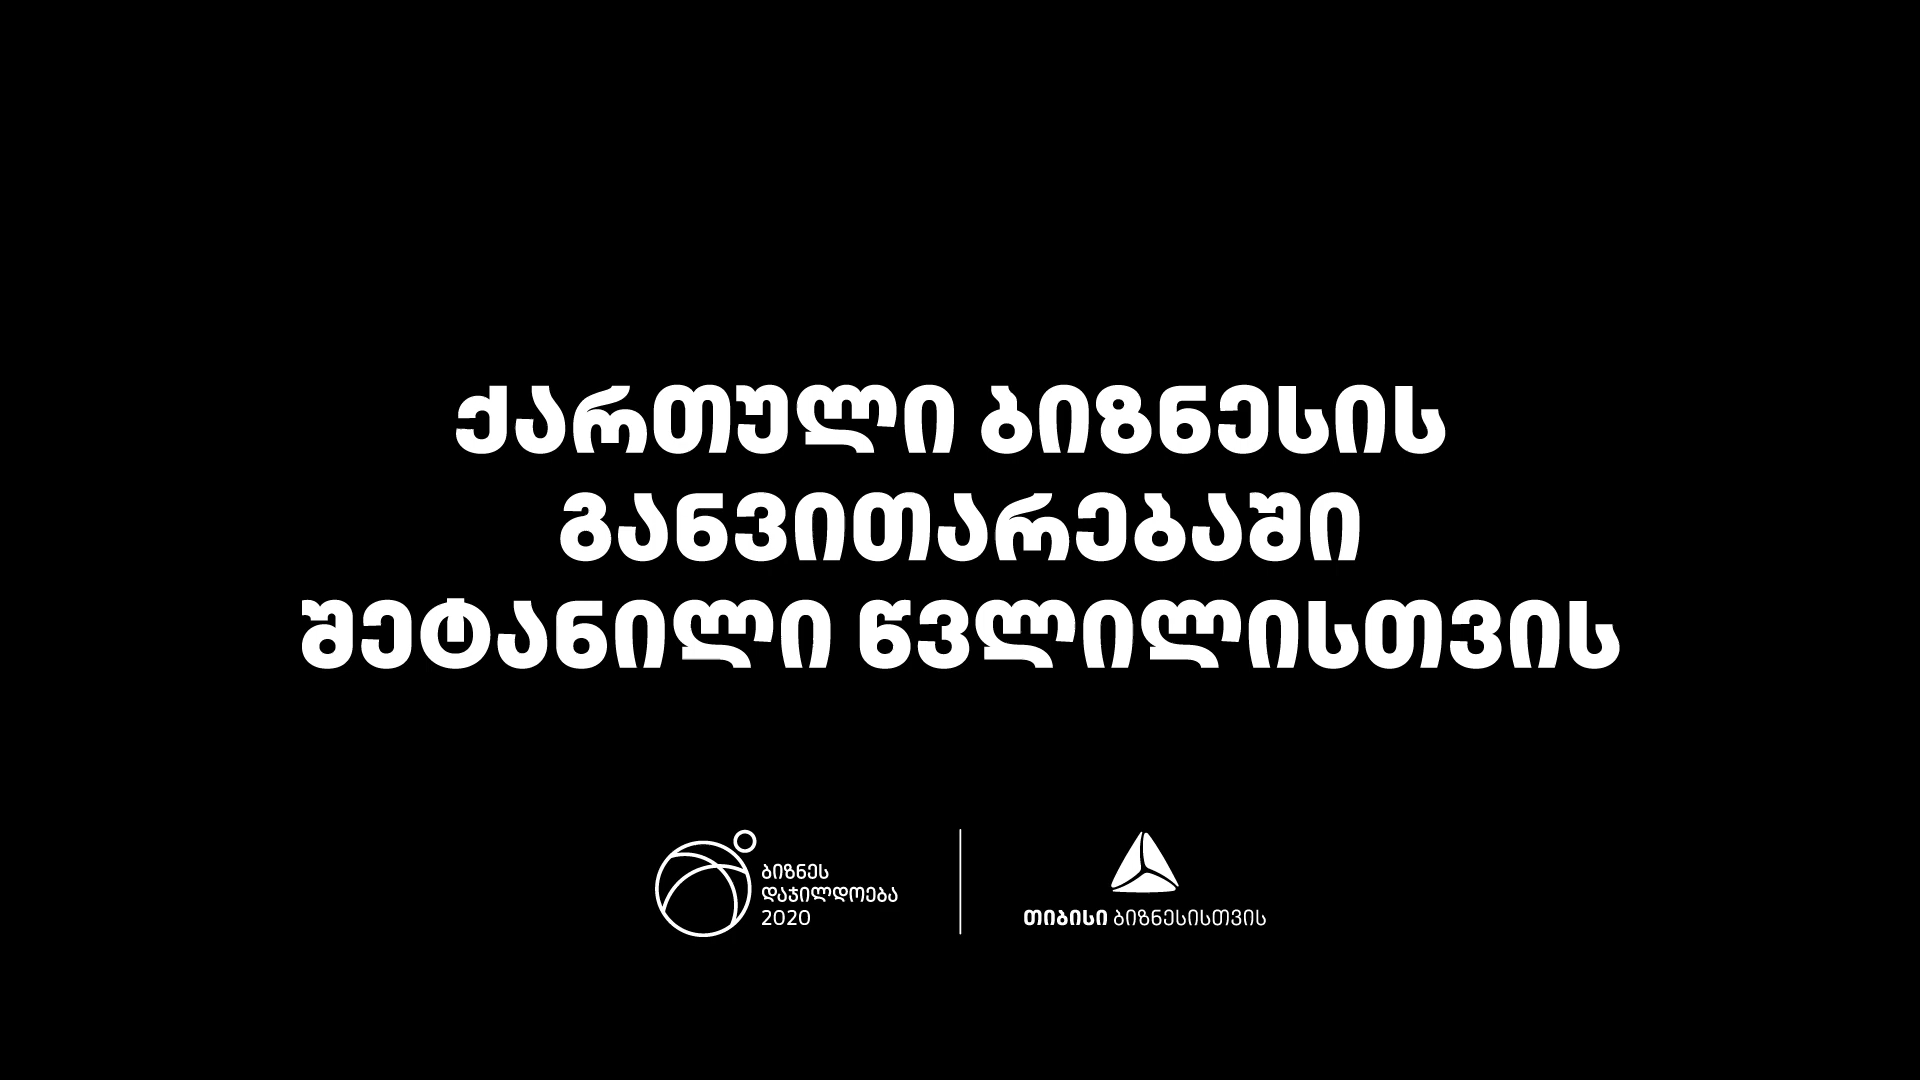 ქართული ბიზნესის
განვითარებაში
შეტანილი წვლილისთვის
ბიზნეს
დაჯილდოება
2020
თიბისი ბიზნესისთვის